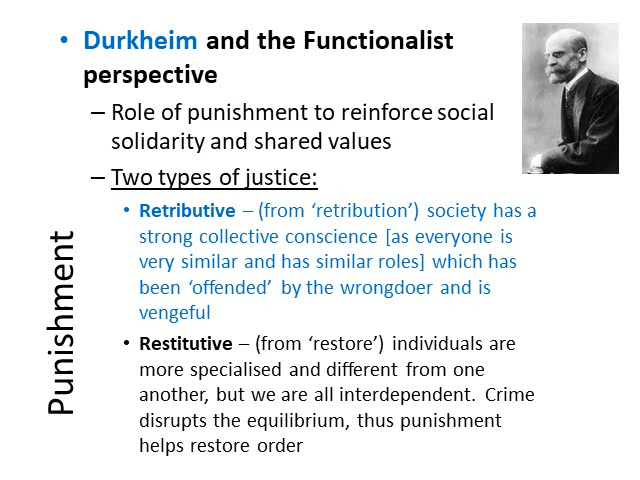 • Durkheim and the Functionalist
perspective
– Role of punishment to reinforce social
solidarity and shared values
– Two types of justice:
• Retributive – (from ‘retribution’) society has a
strong collective conscience [as everyone is
very similar and has similar roles] which has
been ‘offended’ by the wrongdoer and is
vengeful
• Restitutive – (from ‘restore’) individuals are
more specialised and different from one
another, but we are all interdependent. Crime
disrupts the equilibrium, thus punishment
helps restore order
Punishment